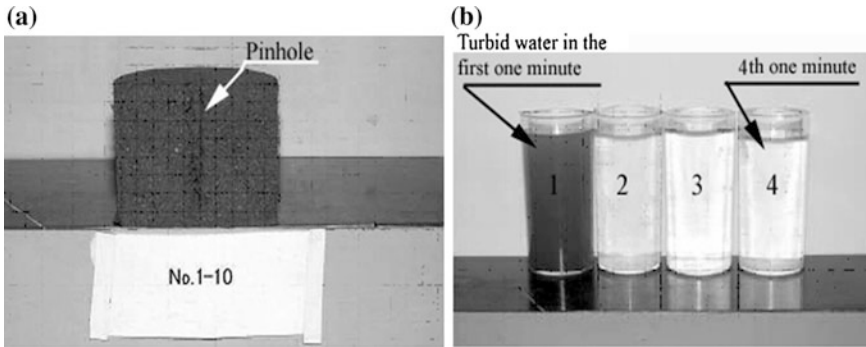 (a)
Pinhole
No.1-10
(b)
Turbid water in the
first one minute
4th one minute
1
2
3
4